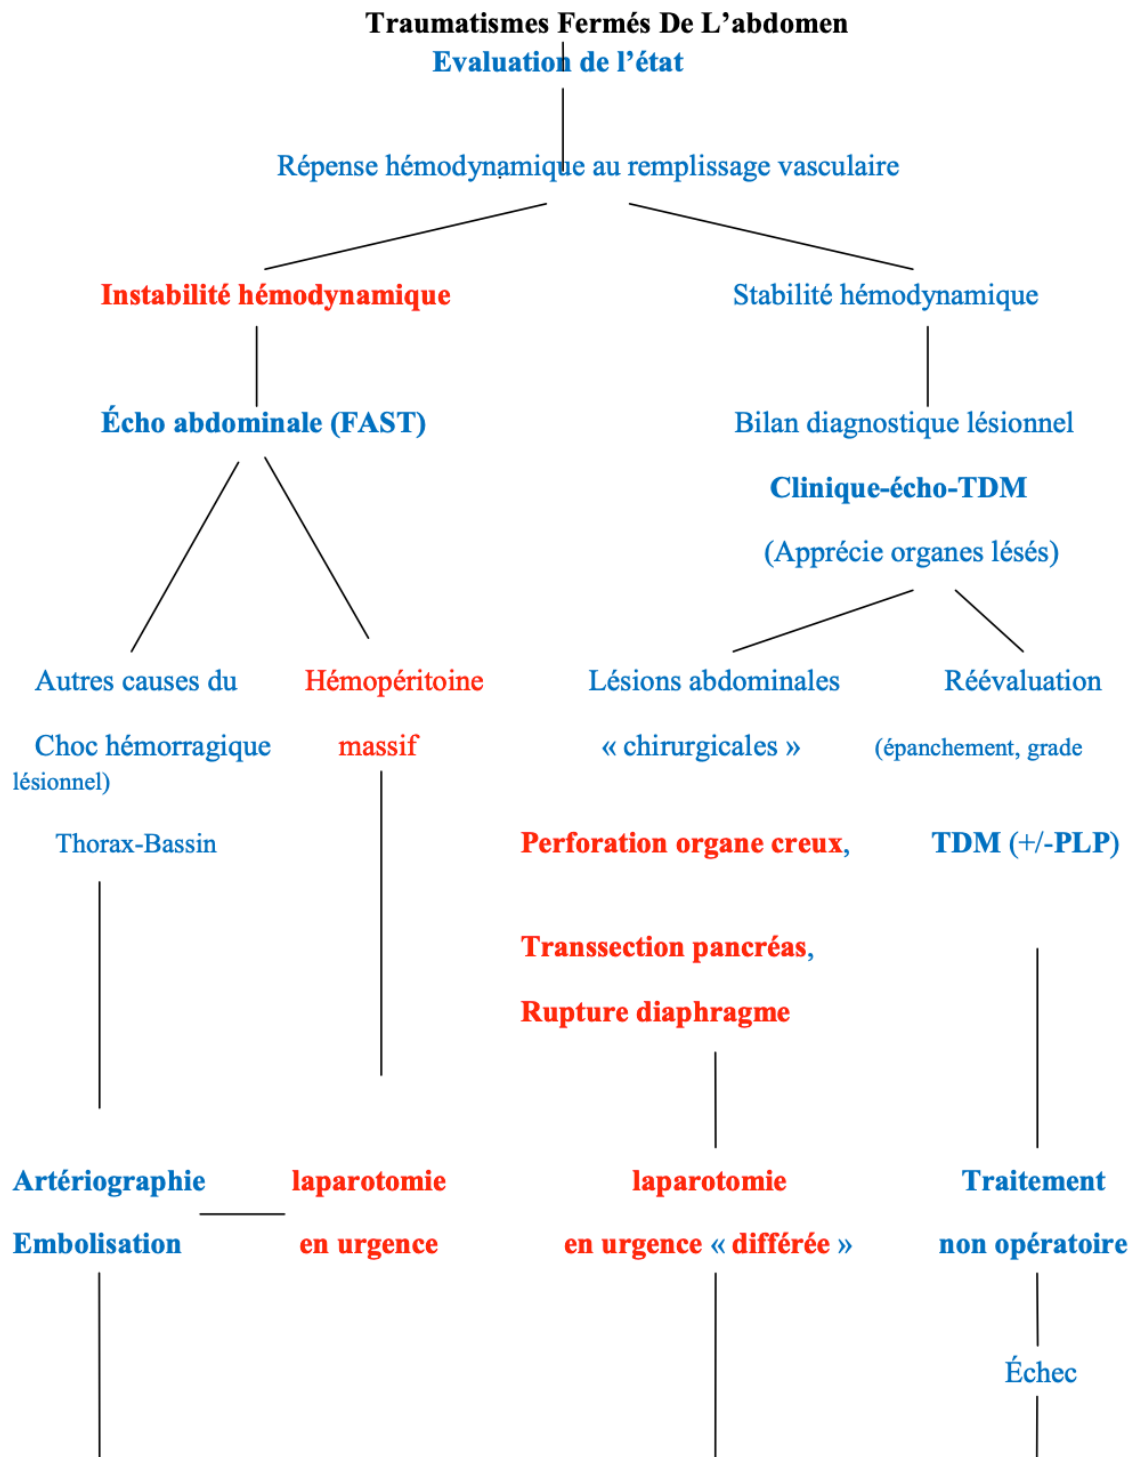 Traumatismes Fermés De L’abdomen
Evaluation de l’état
Répense hémodynamique au remplissage vasculaire
Instabilité hémodynamique
Stabilité hémodynamique
Écho abdominale (FAST)
Bilan diagnostique lésionnel
Clinique-écho-TDM
(Apprécie organes lésés)
Autres causes du
Hémopéritoine
Lésions abdominales
Réévaluation
Choc hémorragique
massif
« chirurgicales »
(épanchement, grade
lésionnel)
Thorax-Bassin
Perforation organe creux,
TDM (+/-PLP)
Transsection pancréas,
Rupture diaphragme
Artériographie
laparotomie
laparotomie
Traitement
Embolisation
en urgence
en urgence « différée »
non opératoire
Échec